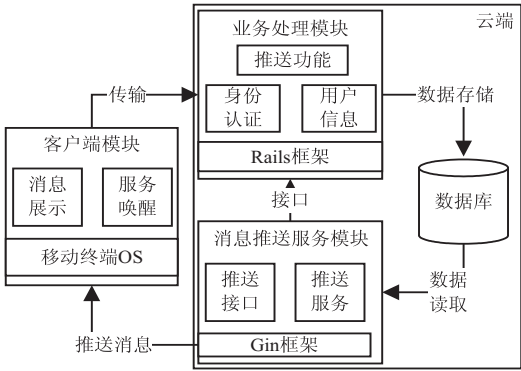 云端
业务处理模块
推送功能
传输
身份
认证
用户
信息
数据存储
Rails框架
客户端模块
消息
展示
服务
唤醒
移动终端OS
接口
数据库
消息推送服务模块
推送
接口
推送
服务
数据
读取
Gin框架
推送消息